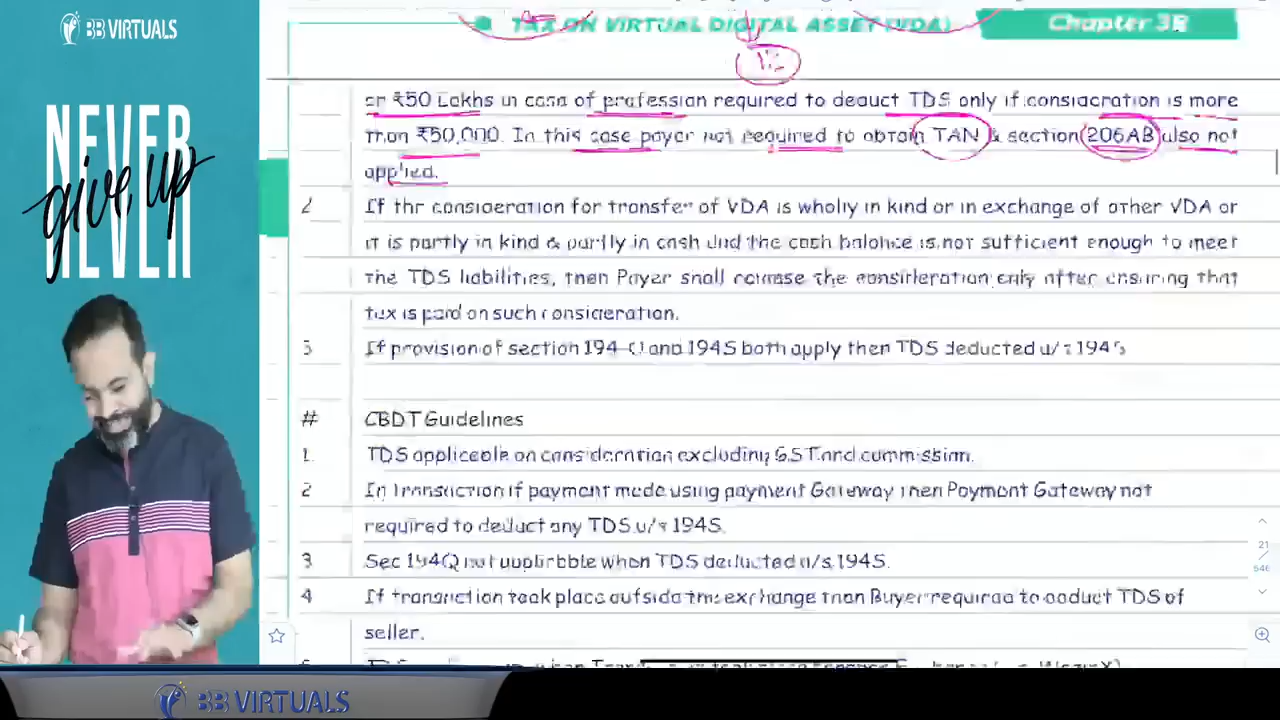 BB VIRTUALS
TAX ON VIRTUAL DIGITAL ASSET (VDA)
Chapter 3E
1%
NEVER
give up
NEVER
or ₹50 Lakhs in case of profession required to deduct TDS only if consideration is more
than ₹50,000. In this case payer not required to obtain TAN & section 206AB also not
applied.
2 If the consideration for transfer of VDA is wholly in kind or in exchange of other VDA or
it is partly in kind & partly in cash and the cash balance is not sufficient enough to meet
the TDS liabilities, then Payer shall release the consideration only after ensuring that
tax is paid on such consideration.
3 If provision of section 194-Q and 194S both apply then TDS deducted u/s 194S
# CBDT Guidelines
1. TDS applicable on consideration excluding GST and commission.
2 In transaction if payment made using payment Gateway then Payment Gateway not
required to deduct any TDS u/s 194S.
3 Sec 194Q not applicable when TDS deducted u/s 194S.
4 If transaction took place outside the exchange then Buyer required to deduct TDS of
seller.
21
/
546
BB VIRTUALS